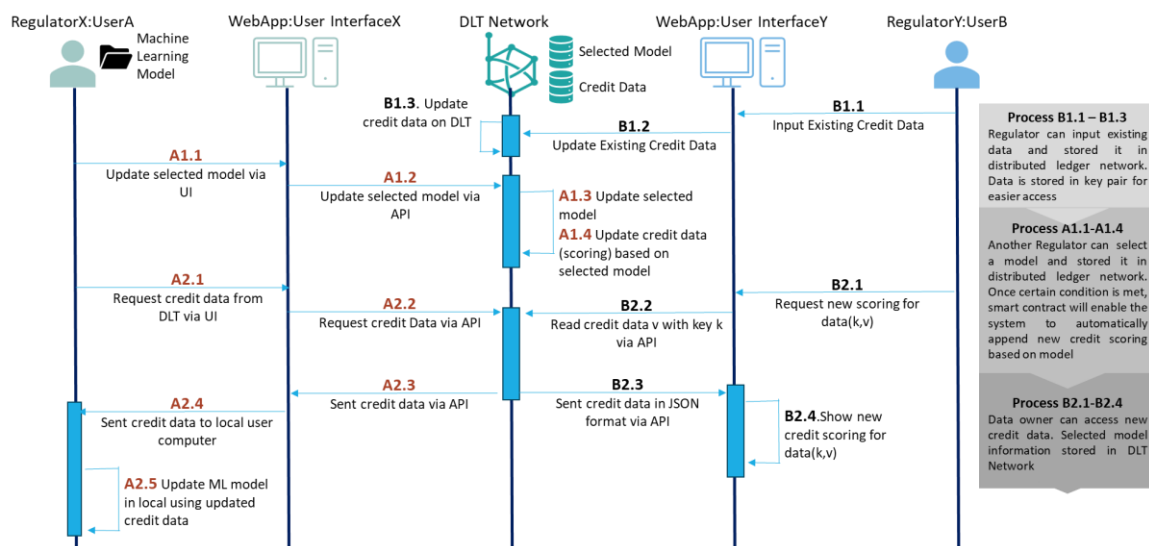 RegulatorX:UserA
WebApp:User InterfaceX
DLT Network
WebApp:User InterfaceY
RegulatorY:UserB
Machine
Learning
Model
Selected Model
Credit Data
B1.3. Update
credit data on DLT
B1.1
Input Existing Credit Data
B1.2
Update Existing Credit Data
A1.1
Update selected model via
UI
A1.2
Update selected model via
API
A1.3 Update selected
model
A1.4 Update credit data
(scoring) based on
selected model
A2.1
Request credit data from
DLT via UI
A2.2
Request credit Data via API
B2.1
Request new scoring for
data(k,v)
B2.2
Read credit data v with key k
via API
A2.3
Sent credit data via API
B2.3
Sent credit data in JSON
format via API
A2.4
Sent credit data to local user
computer
B2.4.Show new
credit scoring for
data(k,v)
A2.5 Update ML model
in local using updated
credit data
Process B1.1 – B1.3
Regulator can input existing
data and stored it in
distributed ledger network.
Data is stored in key pair for
easier access
Process A1.1-A1.4
Another Regulator can select
a model and stored it in
distributed ledger network.
Once certain condition is met,
smart contract will enable the
system to automatically
append new credit scoring
based on model
Process B2.1-B2.4
Data owner can access new
credit data. Selected model
information stored in DLT
Network